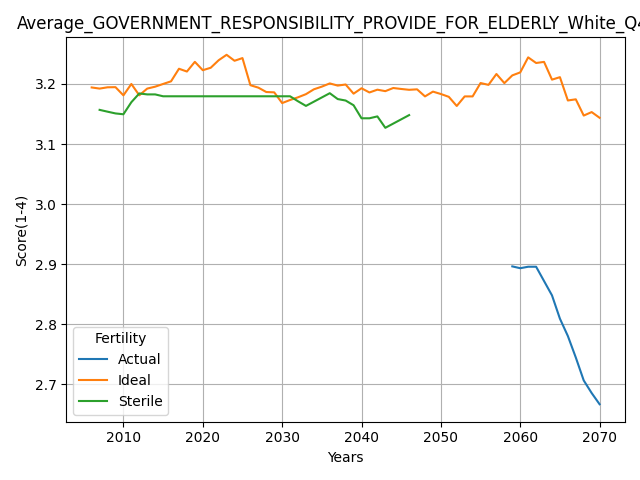 Average_GOVERNMENT_RESPONSIBILITY_PROVIDE_FOR_ELDERLY_White_Q4
Score(1-4)
3.2
3.1
3.0
2.9
2.8
2.7
Fertility
Actual
Ideal
Sterile
2010 2020 2030 2040 2050 2060 2070
Years